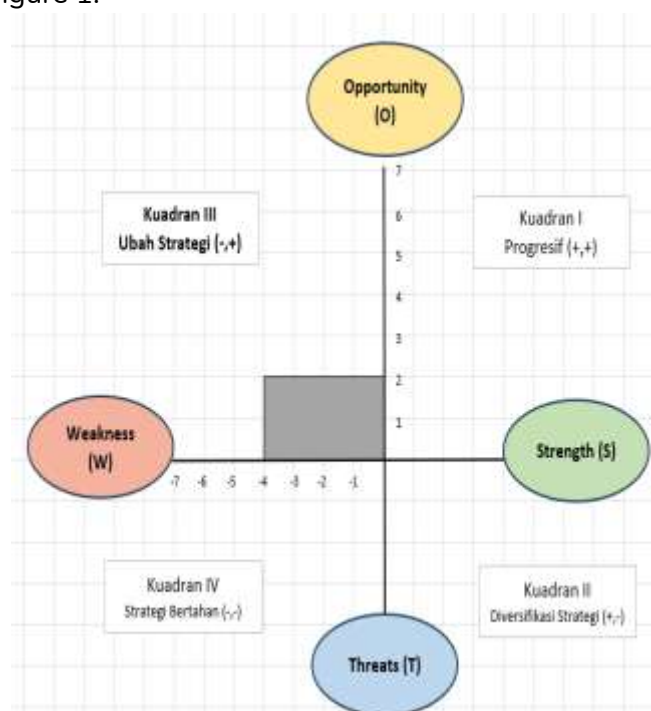 igure 1.
Opportunity
(O)
7
Kuadran III
Ubah Strategi (-,+)
6
Kuadran I
Progresif (+,+)
5
4
3
2
1
Weakness
(W)
Strength (S)
-7 -6 -5 -4 -3 -2 -1
Kuadran IV
Strategi Bertahan (-,-)
Kuadran II
Diversifikasi Strategi (+,-)
Threats (T)